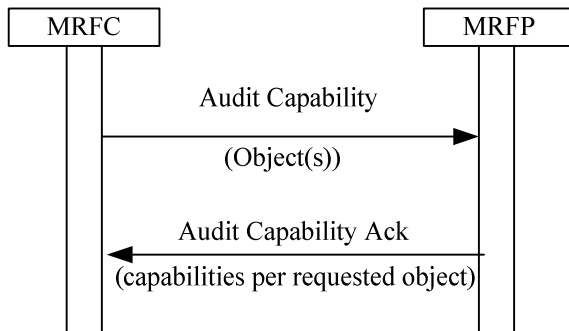 MRFC
MRFP
Audit Capability
(Object(s))
Audit Capability Ack
(capabilities per requested object)